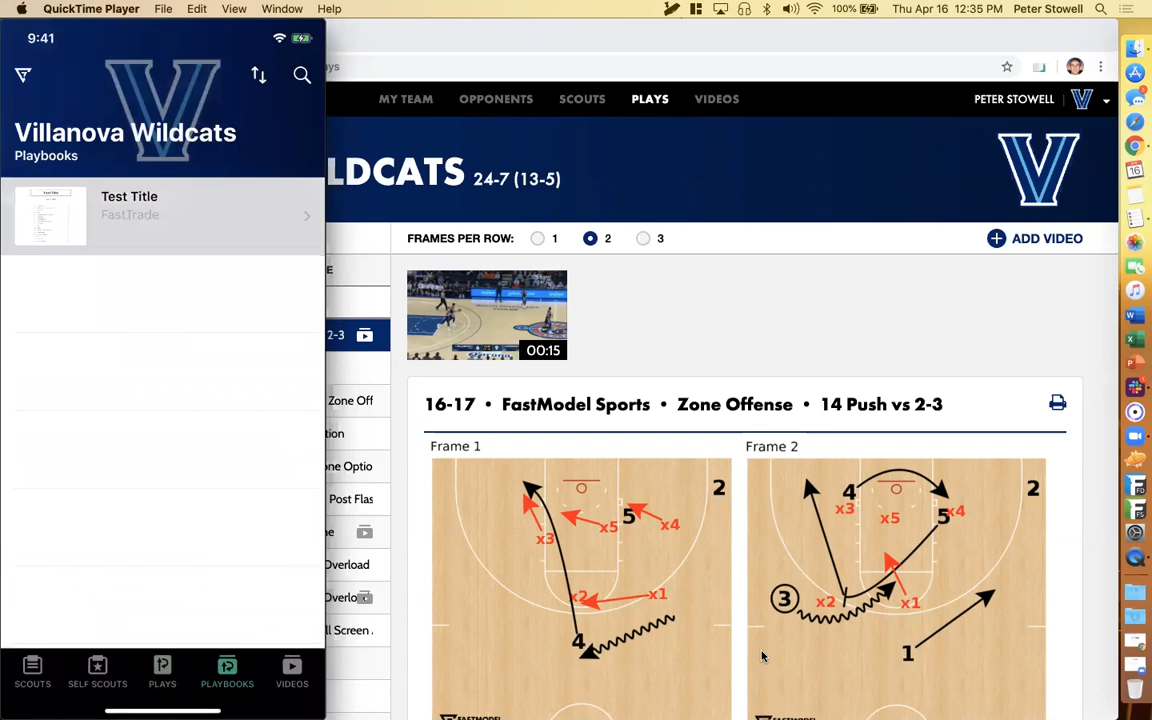 QuickTime Player File Edit View Window Help
100% Thu Apr 16 12:35 PM Peter Stowell
9:41
Villanova Wildcats
Playbooks
Test Title
FastTrade
SCOUTS SELF SCOUTS PLAYS PLAYBOOKS VIDEOS
ays
MY TEAM OPPONENTS SCOUTS PLAYS VIDEOS
PETER STOWELL
LDCATS 24-7 (13-5)
FRAMES PER ROW: 1 2 3
ADD VIDEO
E
2-3
Zone Off
tion
one Optio
Post Flas
ne
Overload
Overlo
ll Screen
00:15
16-17 • FastModel Sports • Zone Offense • 14 Push vs 2-3
Frame 1
2
5
x4
x5
x3
x2
x1
4
Frame 2
4
2
x3
x5
5
x4
3
x2
x1
1
FASTMODEL
FASTMODEL